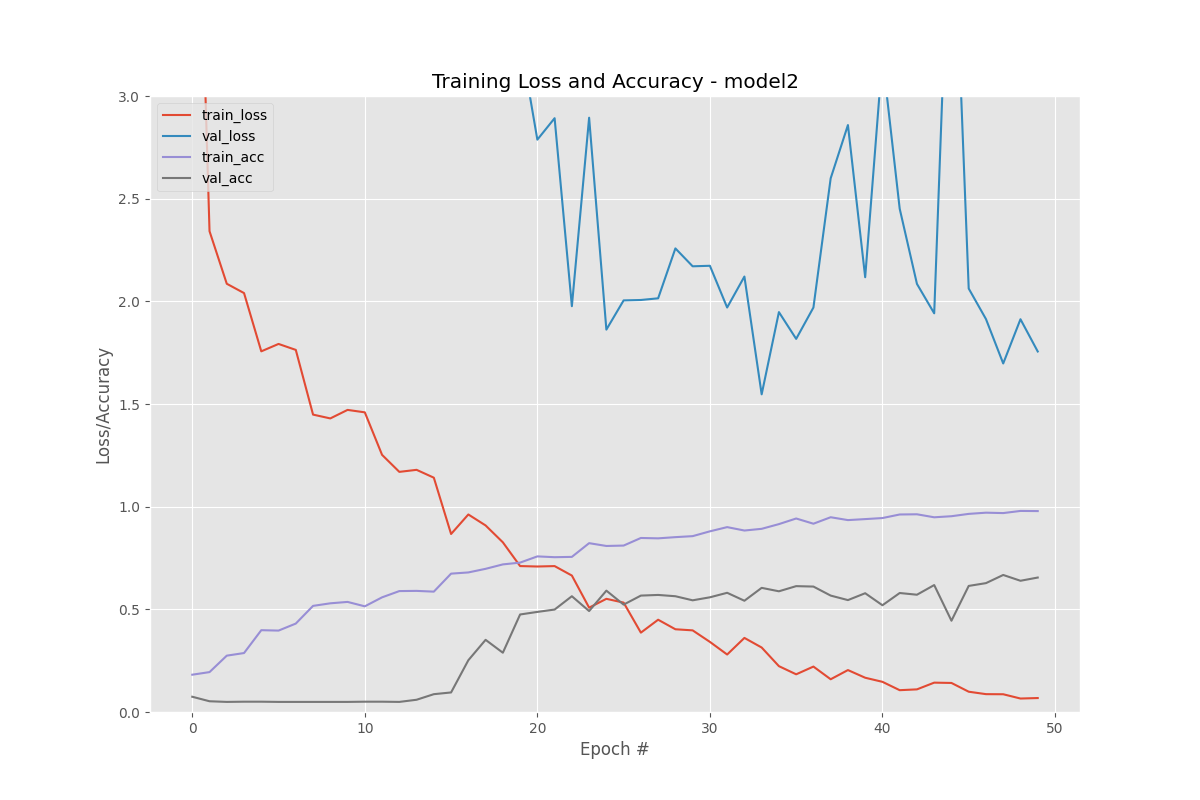 Training Loss and Accuracy - model2
train_loss
val_loss
train_acc
val_acc
3.0
2.5
2.0
1.5
1.0
0.5
0.0
Loss/Accuracy
0 10 20 30 40 50
Epoch #